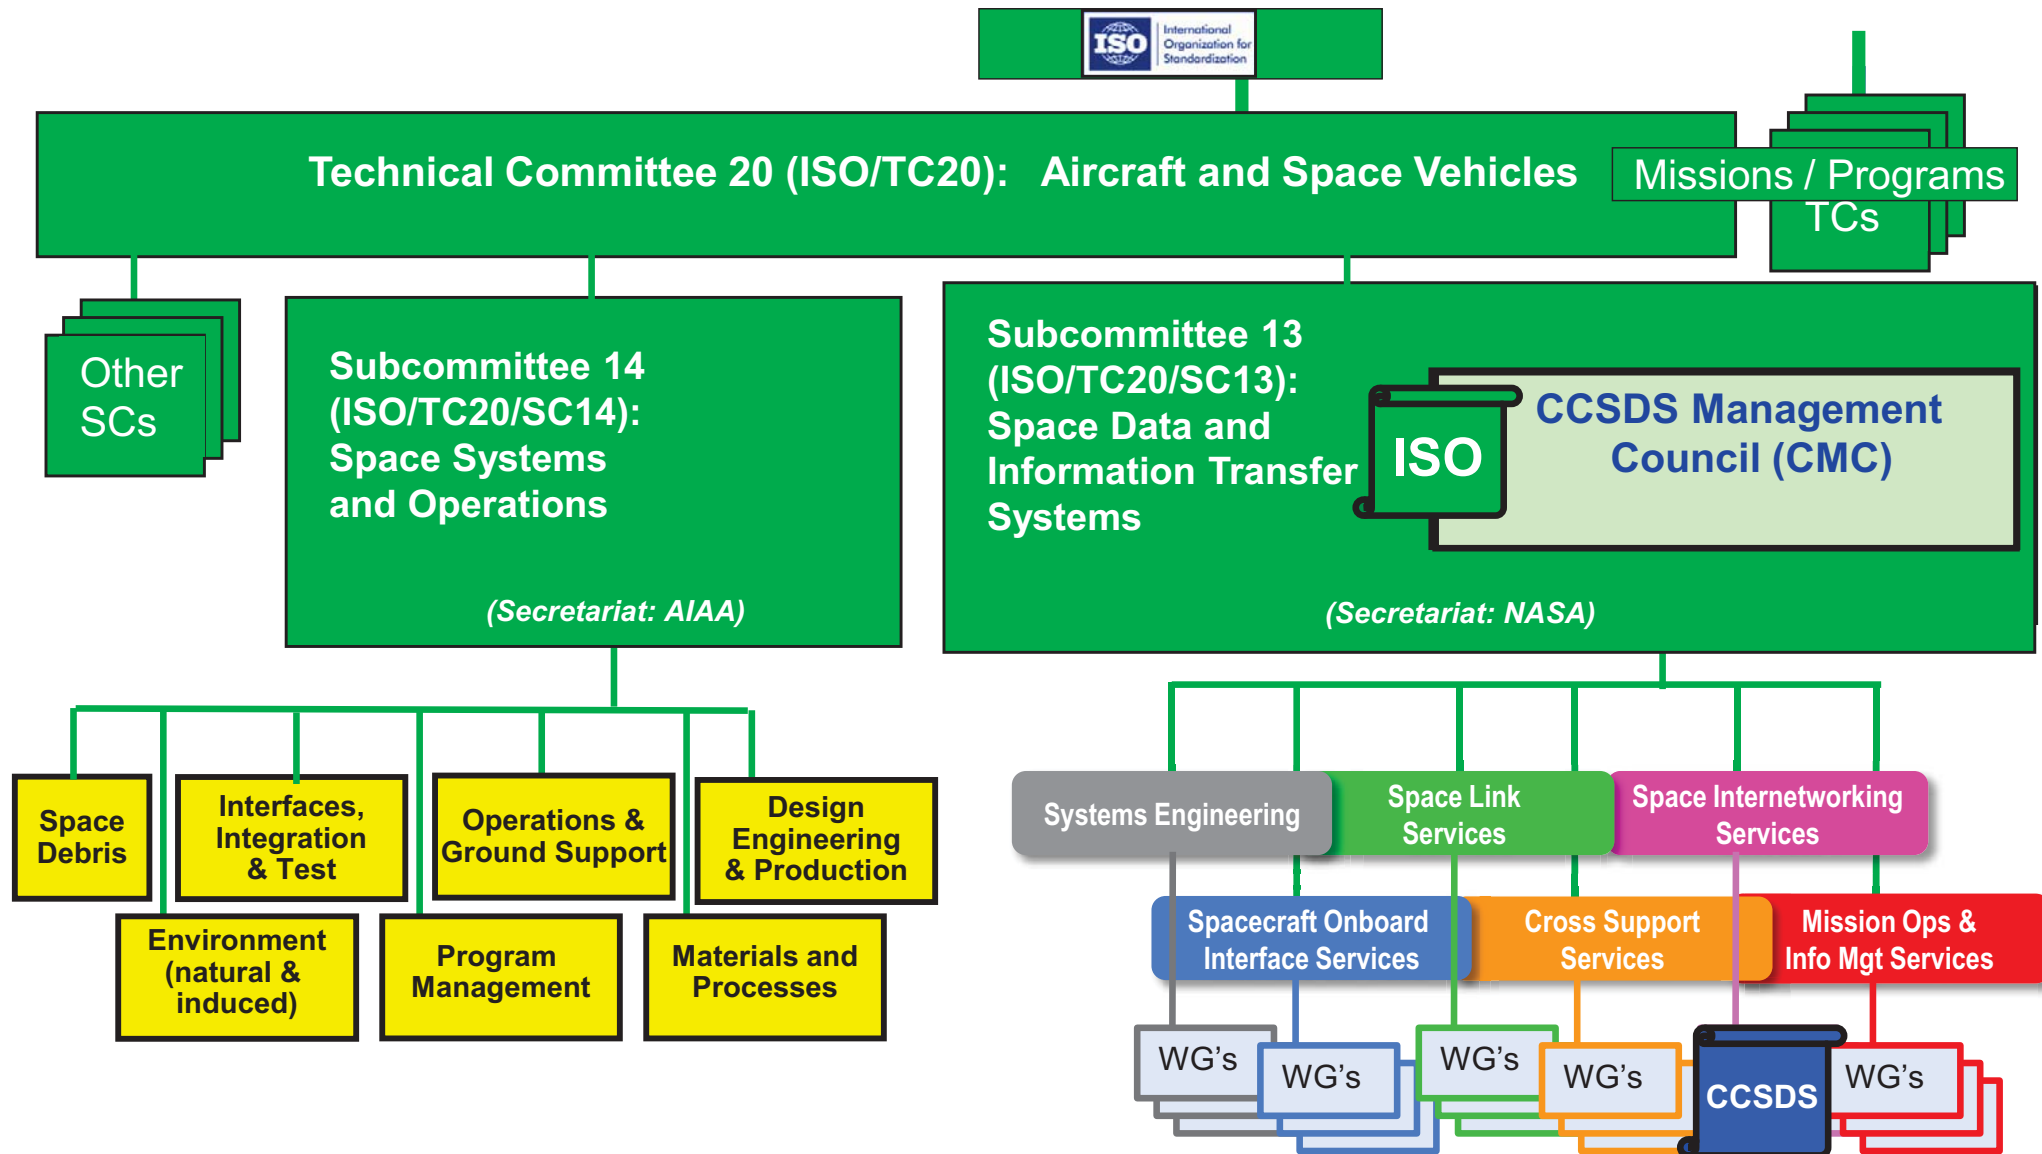 ISO
International
Organization for
Standardization
Technical Committee 20 (ISO/TC20): Aircraft and Space Vehicles
Missions / Programs
TCs
Other
SCs
Subcommittee 14
(ISO/TC20/SC14):
Space Systems
and Operations
(Secretariat: AIAA)
Subcommittee 13
(ISO/TC20/SC13):
Space Data and
Information Transfer
Systems
ISO
CCSDS Management
Council (CMC)
(Secretariat: NASA)
Space
Debris
Interfaces,
Integration
& Test
Operations &
Ground Support
Design
Engineering
& Production
Environment
(natural &
induced)
Program
Management
Materials and
Processes
Systems Engineering
Space Link
Services
Space Internetworking
Services
Spacecraft Onboard
Interface Services
Cross Support
Services
Mission Ops &
Info Mgt Services
WG's
WG's
WG's
WG's
CCSDS
WG's